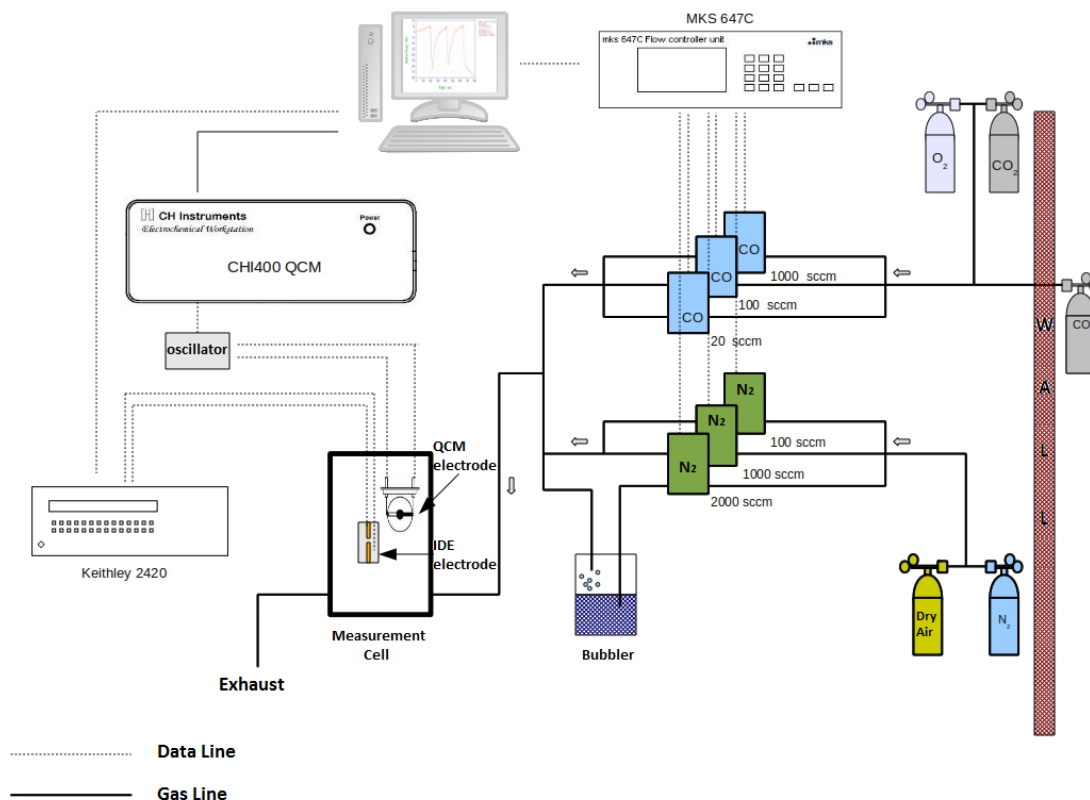 MKS 647C
mks 647C Flow controller unit
mks
O2
CO2
CH Instruments
Electrochemical Workstation
Power
CHI400 QCM
CO
CO
CO
1000 sccm
100 sccm
20 sccm
CO
W
A
L
L
oscillator
N2
N2
N2
100 sccm
1000 sccm
2000 sccm
QCM
electrode
IDE
electrode
Keithley 2420
Measurement
Cell
Bubbler
Dry
Air
N2
Exhaust
Data Line
Gas Line